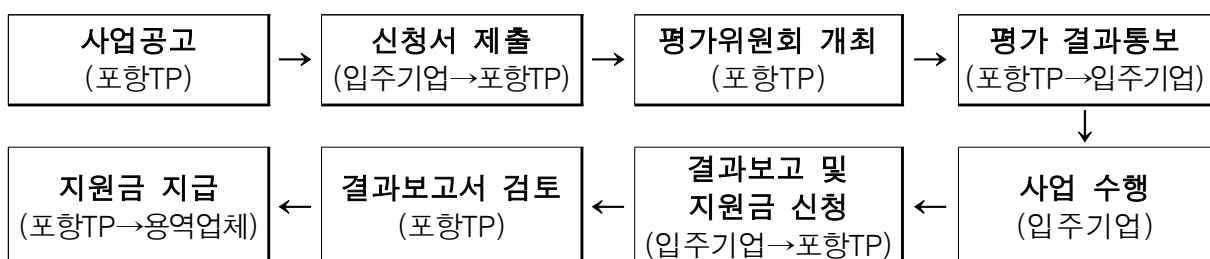 사업공고
(포항TP)
→
신청서 제출
(입주기업→포항TP)
→
평가위원회 개최
(포항TP)
→
평가 결과통보
(포항TP→입주기업)
↓
사업 수행
(입주기업)
←
결과보고 및
지원금 신청
(입주기업→포항TP)
←
결과보고서 검토
(포항TP)
←
지원금 지급
(포항TP→용역업체)